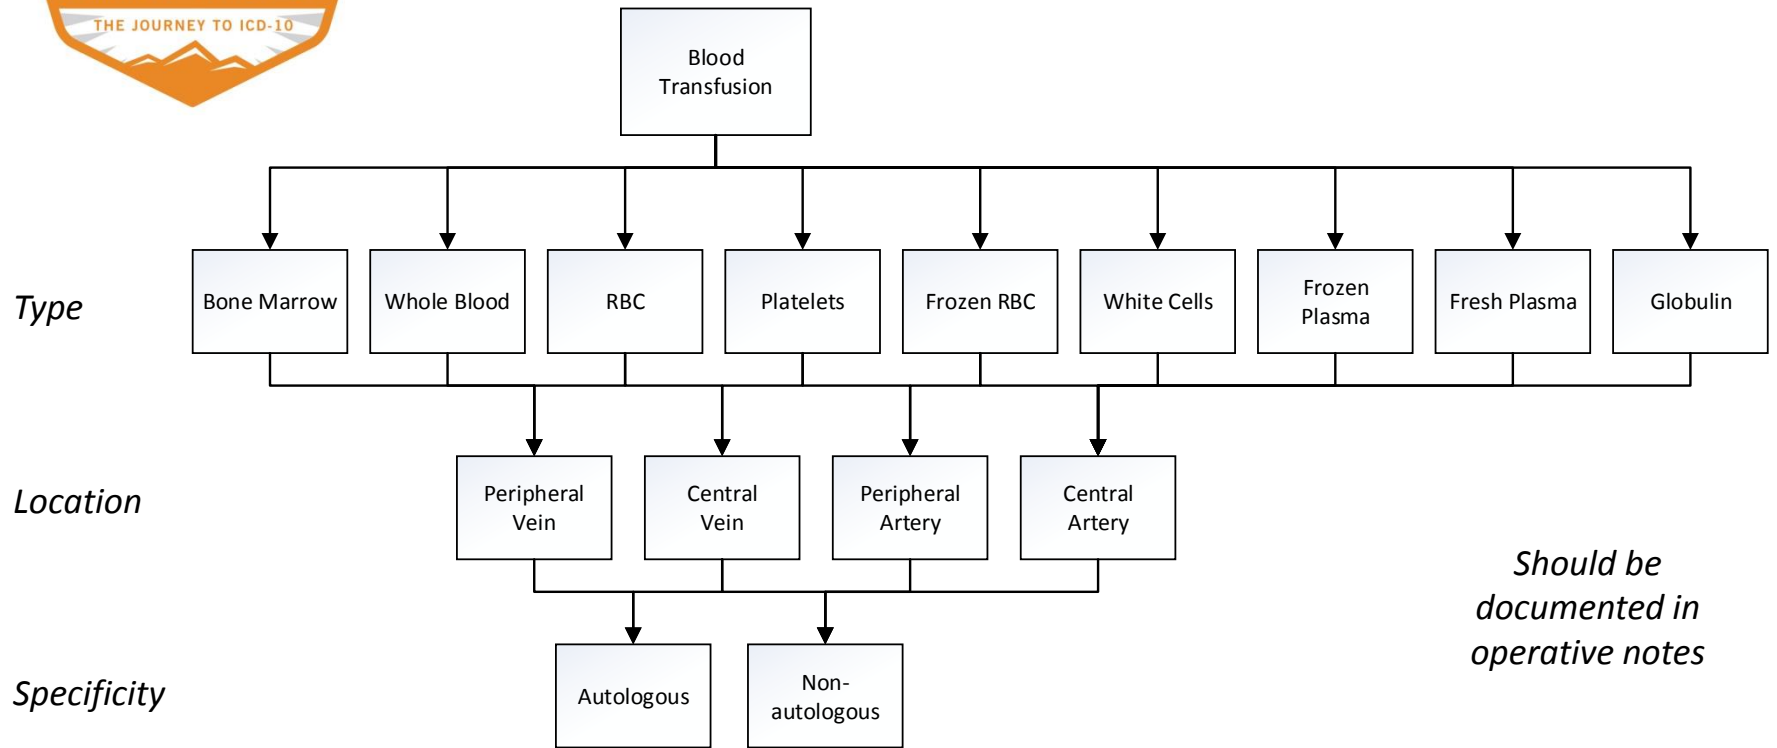 THE JOURNEY TO ICD-10
Blood
Transfusion
Type
Bone Marrow
Whole Blood
RBC
Platelets
Frozen RBC
White Cells
Frozen
Plasma
Fresh Plasma
Globulin
Location
Peripheral
Vein
Central
Vein
Peripheral
Artery
Central
Artery
Should be
documented in
operative notes
Specificity
Autologous
Non-
autologous